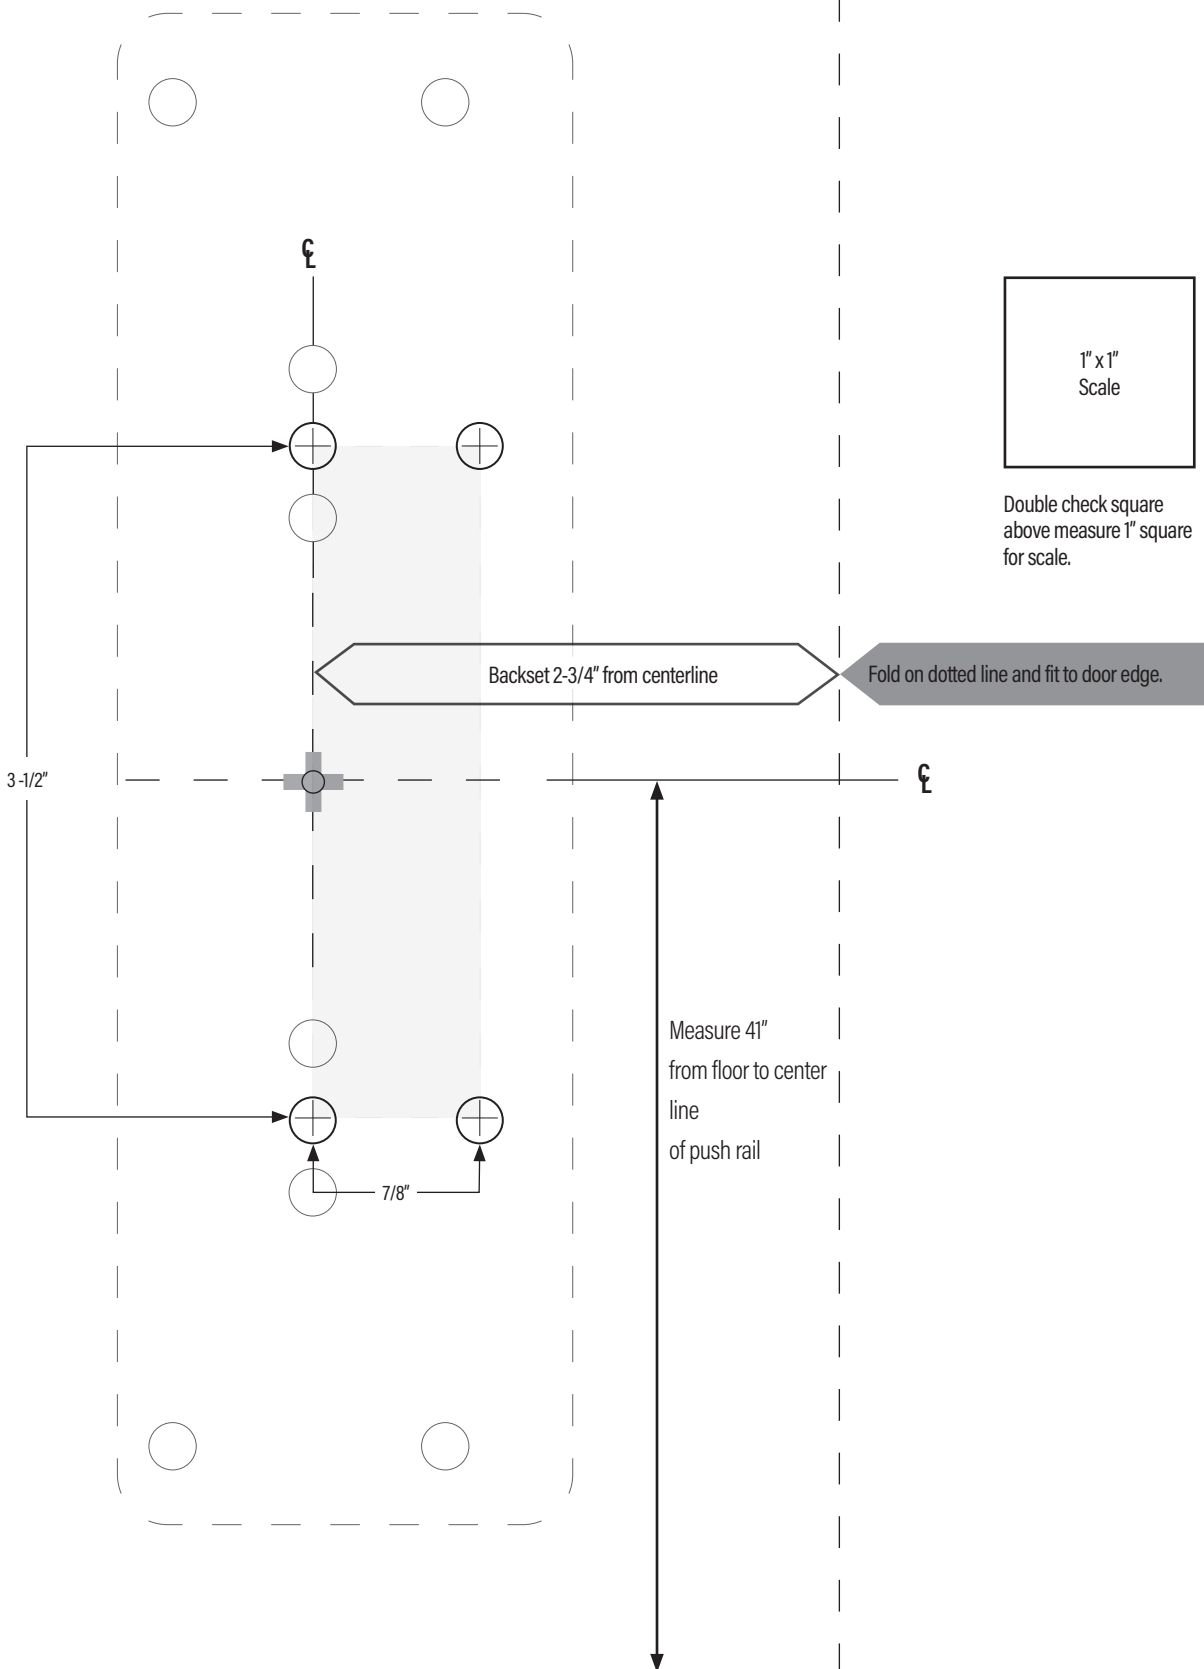 ℄
1" x 1"
Scale
Double check square
above measure 1" square
for scale.
Backset 2-3/4" from centerline
Fold on dotted line and fit to door edge.
3 -1/2"
℄
Measure 41"
from floor to center
line
of push rail
7/8"